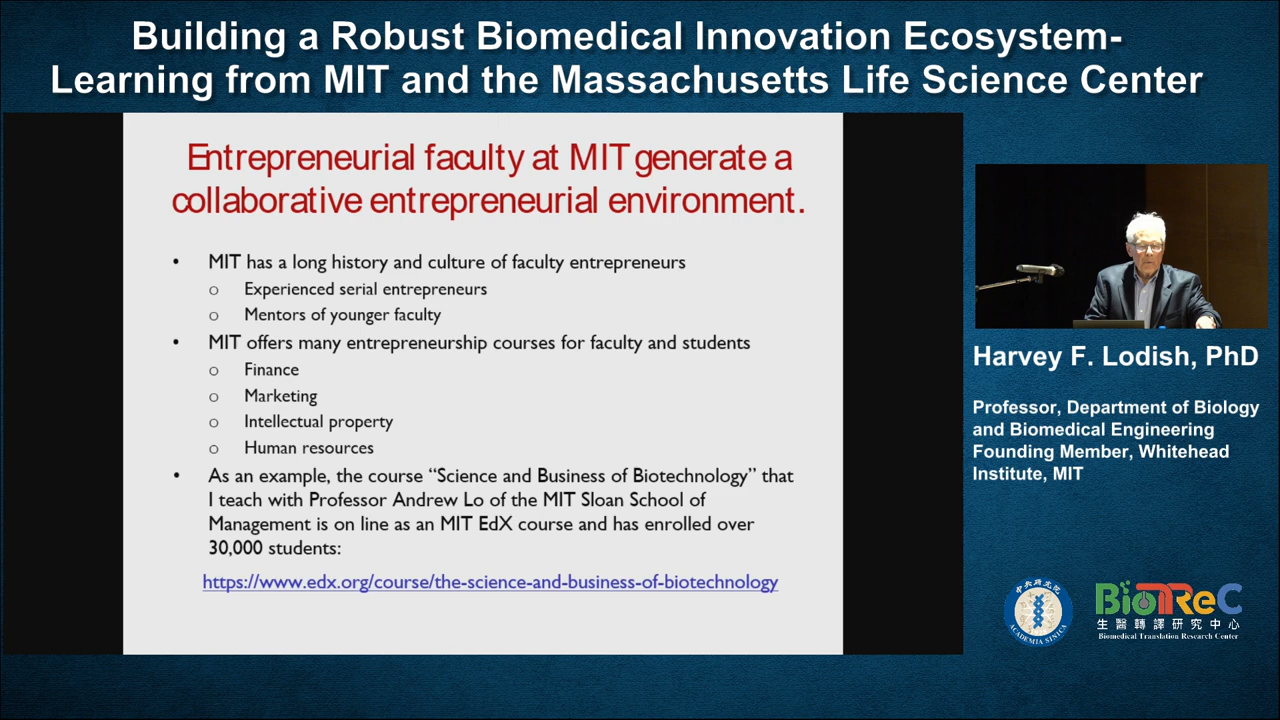 Building a Robust Biomedical Innovation Ecosystem-
Learning from MIT and the Massachusetts Life Science Center
Entrepreneurial faculty at MIT generate a
collaborative entrepreneurial environment.
• MIT has a long history and culture of faculty entrepreneurs
o Experienced serial entrepreneurs
o Mentors of younger faculty
• MIT offers many entrepreneurship courses for faculty and students
o Finance
o Marketing
o Intellectual property
o Human resources
• As an example, the course “Science and Business of Biotechnology” that
I teach with Professor Andrew Lo of the MIT Sloan School of
Management is on line as an MIT EdX course and has enrolled over
30,000 students:
https://www.edx.org/course/the-science-and-business-of-biotechnology
Harvey F. Lodish, PhD
Professor, Department of Biology
and Biomedical Engineering
Founding Member, Whitehead
Institute, MIT
中央研究院
ACADEMIA SINICA
BioTReC
生醫轉譯研究中心
Biomedical Translation Research Center